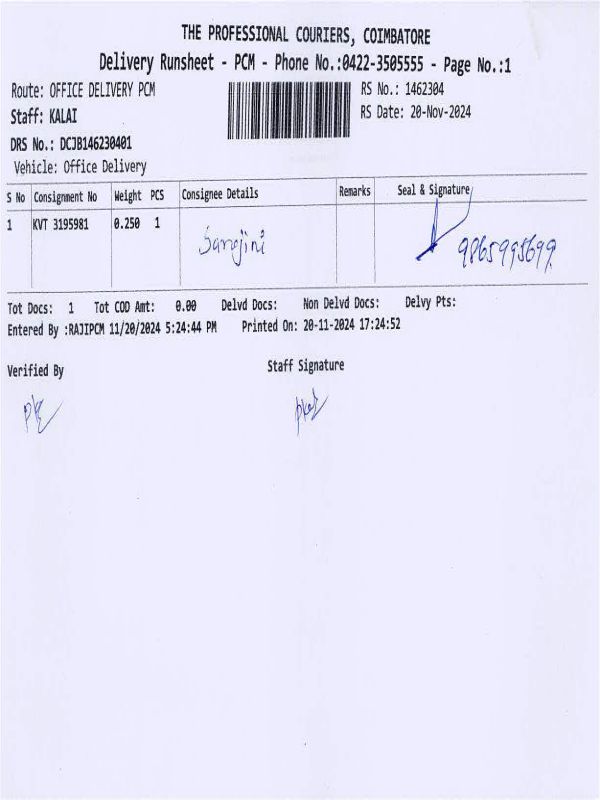 THE PROFESSIONAL COURIERS, COIMBATORE
Delivery Runsheet - PCM - Phone No.:0422-3505555 - Page No.:1
Route: OFFICE DELIVERY PCM RS No.: 1462304
Staff: KALAI RS Date: 20-Nov-2024
DRS No.: DCJB146230401
Vehicle: Office Delivery
S No Consignment No Weight PCS Consignee Details Remarks Seal & Signature
1 KVT 3195981 0.250 1 Sarojini 9865995699
Tot Docs: 1 Tot COD Amt: 0.00 Delvd Docs: Non Delvd Docs: Delvy Pts:
Entered By :RAJIPCM 11/20/2024 5:24:44 PM Printed On: 20-11-2024 17:24:52
Verified By Staff Signature